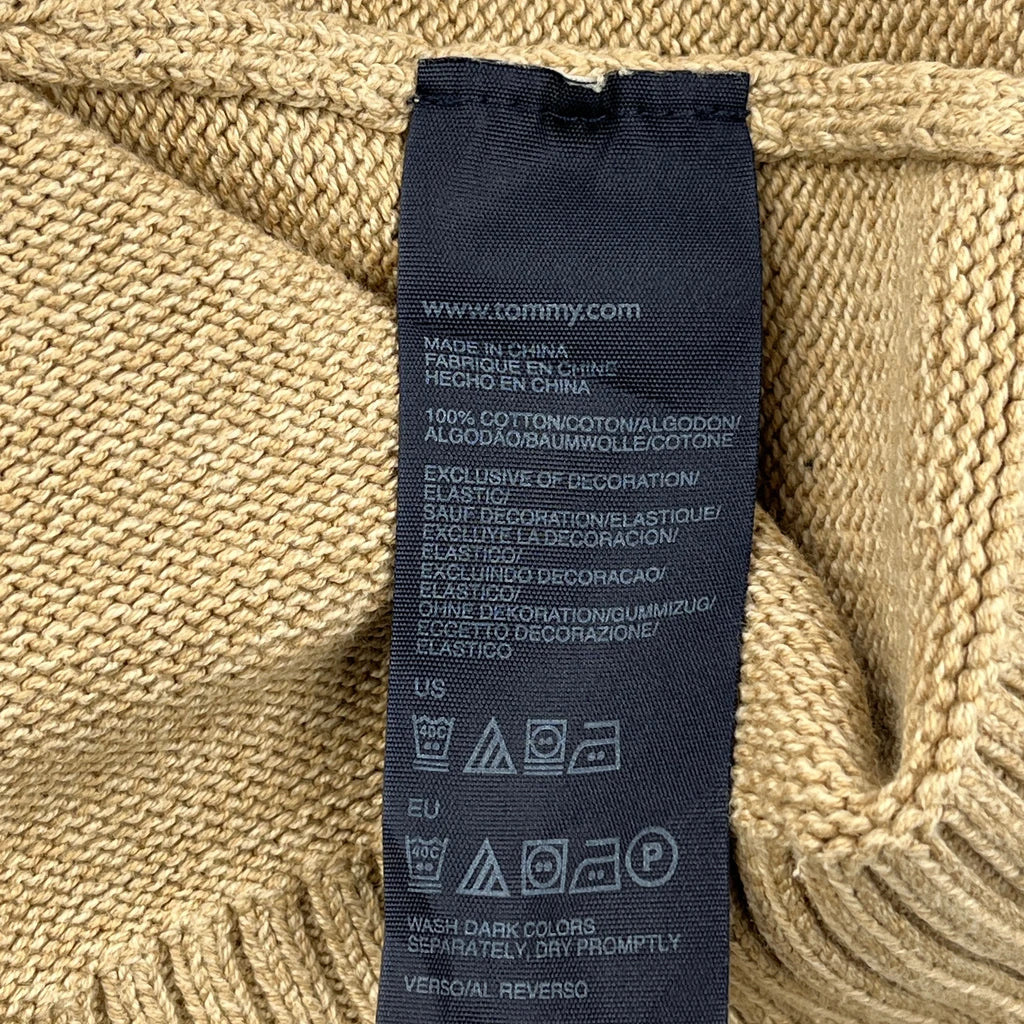 www.tommy.com
MADE IN CHINA
FABRIQUE EN CHINE
HECHO EN CHINA
100% COTTON/COTON/ALGODON/
ALGODÃO/BAUMWOLLE/COTONE
EXCLUSIVE OF DECORATION/
ELASTIC/
SAUF DECORATION/ELASTIQUE/
EXCLUYE LA DECORACION/
ELASTICO/
EXCLUINDO DECORACAO/
ELASTICO/
OHNE DEKORATION/GUMMIZUG/
ECCETTO DECORAZIONE/
ELASTICO
US
40C
EU
40C P
WASH DARK COLORS
SEPARATELY, DRY PROMPTLY
VERSO/AL REVERSO